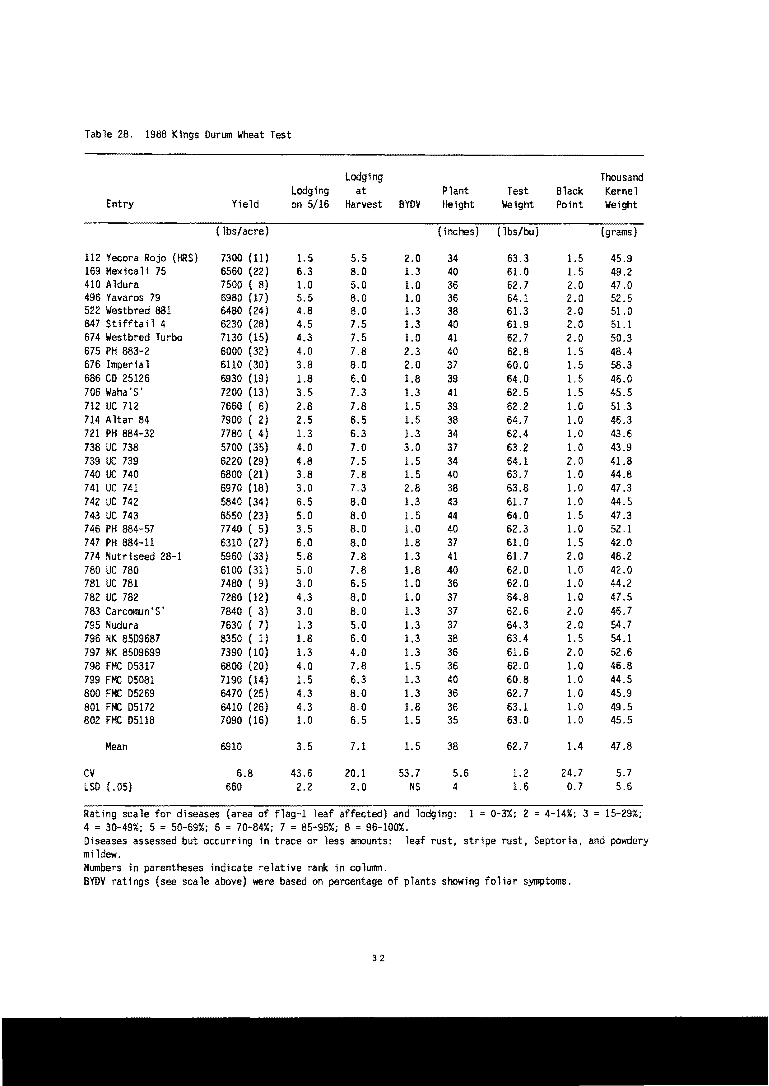 Table 28. 1988 Kings Durum Wheat Test
Lodging Thousand
Lodging at Plant Test Black Kernel
Entry Yield on 5/16 Harvest BYDV Height Weight Point Weight
(lbs/acre) (inches) (lbs/bu) (grams)
112 Yecora Rojo (HRS) 7300 (11) 1.5 5.5 2.0 34 63.3 1.5 45.9
169 Mexicali 75 6560 (22) 6.3 8.0 1.3 40 61.0 1.5 49.2
410 Aldura 7500 ( 8) 1.0 5.0 1.0 36 62.7 2.0 47.0
496 Yavaros 79 6980 (17) 5.5 8.0 1.0 36 64.1 2.0 52.5
522 Westbred 881 6480 (24) 4.8 8.0 1.3 38 61.3 2.0 51.0
647 Stifftail 4 6230 (28) 4.5 7.5 1.3 40 61.9 2.0 51.1
674 Westbred Turbo 7130 (15) 4.3 7.5 1.0 41 62.7 2.0 50.3
675 PH 883-2 6000 (32) 4.0 7.8 2.3 40 62.8 1.5 48.4
676 Imperial 6110 (30) 3.8 8.0 2.0 37 60.0 1.5 58.3
686 CD 25126 6930 (19) 1.8 6.0 1.8 39 64.0 1.5 46.0
706 Waha'S' 7200 (13) 3.5 7.3 1.3 41 62.5 1.5 45.5
712 UC 712 7660 ( 6) 2.8 7.8 1.5 39 62.2 1.0 51.3
714 Altar 84 7900 ( 2) 2.5 6.5 1.5 38 64.7 1.0 46.3
721 PH 884-32 7780 ( 4) 1.3 6.3 1.3 34 62.4 1.0 43.6
738 UC 738 5700 (35) 4.0 7.0 3.0 37 63.2 1.0 43.9
739 UC 739 6220 (29) 4.8 7.5 1.5 34 64.1 2.0 41.8
740 UC 740 6800 (21) 3.8 7.8 1.5 40 63.7 1.0 44.8
741 UC 741 6970 (18) 3.0 7.3 2.8 38 63.8 1.0 47.3
742 UC 742 5840 (34) 6.5 8.0 1.3 43 61.7 1.0 44.5
743 UC 743 6550 (23) 5.0 8.0 1.5 44 64.0 1.5 47.3
746 PH 884-57 7740 ( 5) 3.5 8.0 1.0 40 62.3 1.0 52.1
747 PH 884-11 6310 (27) 6.0 8.0 1.8 37 61.0 1.5 42.0
774 Nutriseed 28-1 5960 (33) 5.8 7.8 1.3 41 61.7 2.0 46.2
780 UC 780 6100 (31) 5.0 7.8 1.8 40 62.0 1.0 42.0
781 UC 781 7480 ( 9) 3.0 6.5 1.0 36 62.0 1.0 44.2
782 UC 782 7280 (12) 4.3 8.0 1.0 37 64.8 1.0 47.5
783 Carcomun'S' 7840 ( 3) 3.0 8.0 1.3 37 62.6 2.0 46.7
795 Nudura 7630 ( 7) 1.3 5.0 1.3 37 64.3 2.0 54.7
796 NK 85D9687 8350 ( 1) 1.8 6.0 1.3 38 63.4 1.5 54.1
797 NK 85D9699 7390 (10) 1.3 4.0 1.3 36 61.6 2.0 52.6
798 FMC D5317 6800 (20) 4.0 7.8 1.5 36 62.0 1.0 46.8
799 FMC D5081 7190 (14) 1.5 6.3 1.3 40 60.8 1.0 44.5
800 FMC D5269 6470 (25) 4.3 8.0 1.3 36 62.7 1.0 45.9
801 FMC D5172 6410 (26) 4.3 8.0 1.8 36 63.1 1.0 49.5
802 FMC D5118 7090 (16) 1.0 6.5 1.5 35 63.0 1.0 45.5
Mean 6910 3.5 7.1 1.5 38 62.7 1.4 47.8
CV 6.8 43.6 20.1 53.7 5.6 1.2 24.7 5.7
LSD (.05) 660 2.2 2.0 NS 4 1.6 0.7 5.6
Rating scale for diseases (area of flag-1 leaf affected) and lodging: 1 = 0-3%; 2 = 4-14%; 3 = 15-29%;
4 = 30-49%; 5 = 50-69%; 6 = 70-84%; 7 = 85-95%; 8 = 96-100%.
Diseases assessed but occurring in trace or less amounts: leaf rust, stripe rust, Septoria, and powdery
mildew.
Numbers in parentheses indicate relative rank in column.
BYDV ratings (see scale above) were based on percentage of plants showing foliar symptoms.
32